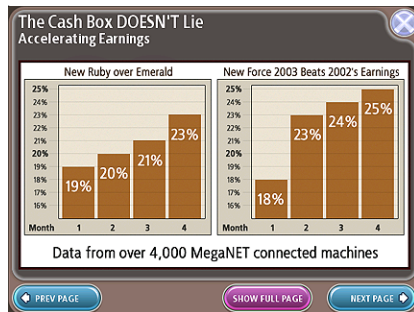 The Cash Box DOESN'T Lie
Accelerating Earnings
New Ruby over Emerald
25%
24%
23%
22%
21%
20%
19%
18%
17%
16%
19%
20%
21%
23%
Month 1 2 3 4
New Force 2003 Beats 2002's Earnings
25%
24%
23%
22%
21%
20%
19%
18%
17%
16%
18%
23%
24%
25%
Month 1 2 3 4
Data from over 4,000 MegaNET connected machines
PREV PAGE
SHOW FULL PAGE
NEXT PAGE